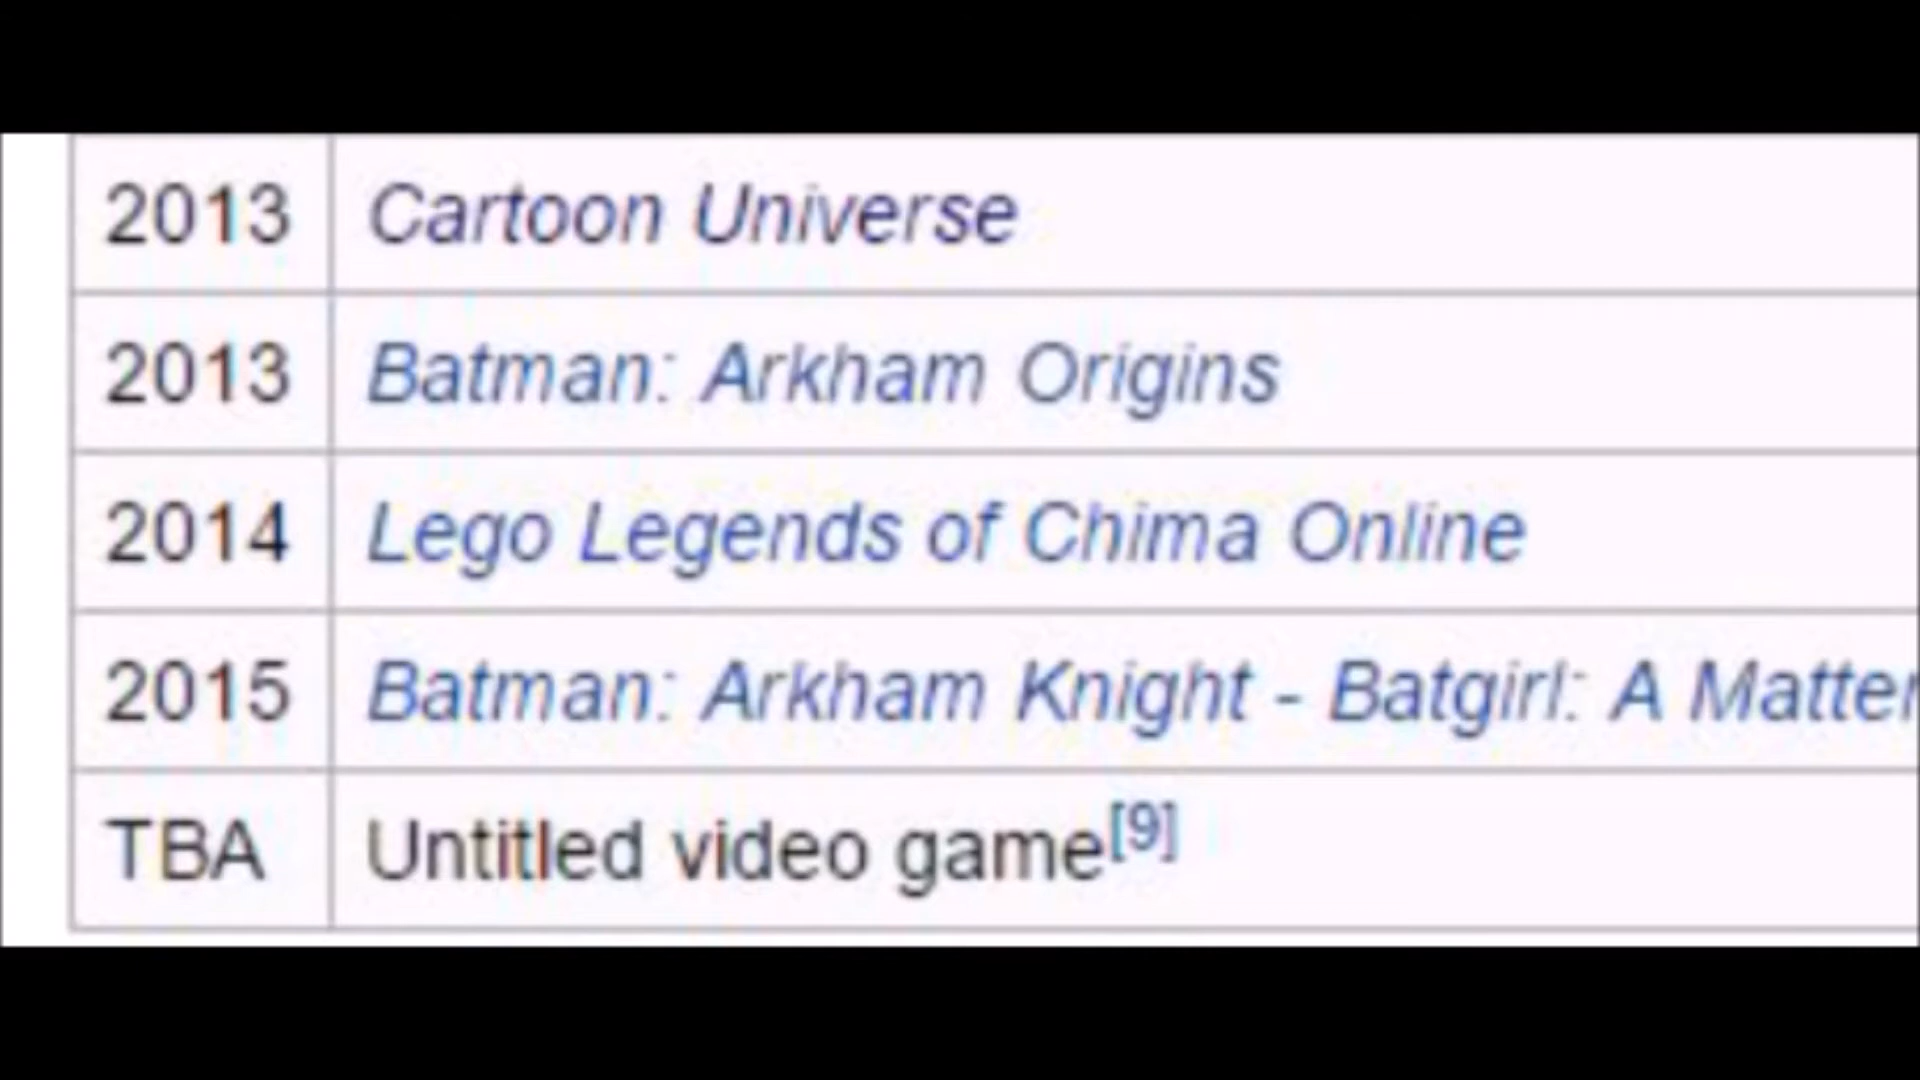 2013 Cartoon Universe
2013 Batman: Arkham Origins
2014 Lego Legends of Chima Online
2015 Batman: Arkham Knight - Batgirl: A Matter
TBA Untitled video game[9]